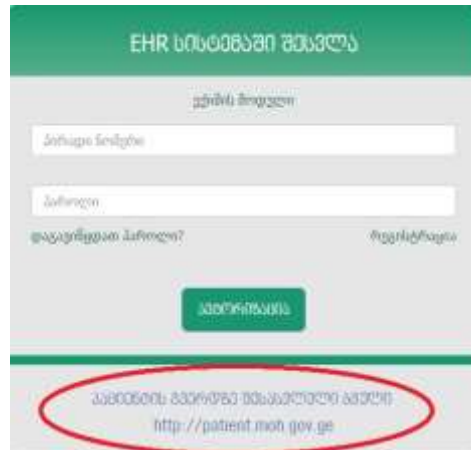 EHR სისტემაში შესვლა
ექიმის მოდული
პირადი ნომერი
პაროლი
დაგავიწყდათ პაროლი?
რეგისტრაცია
ავტორიზაცია
პაციენტის გვერდზე შესასვლელი ბმული
http://patient.moh.gov.ge